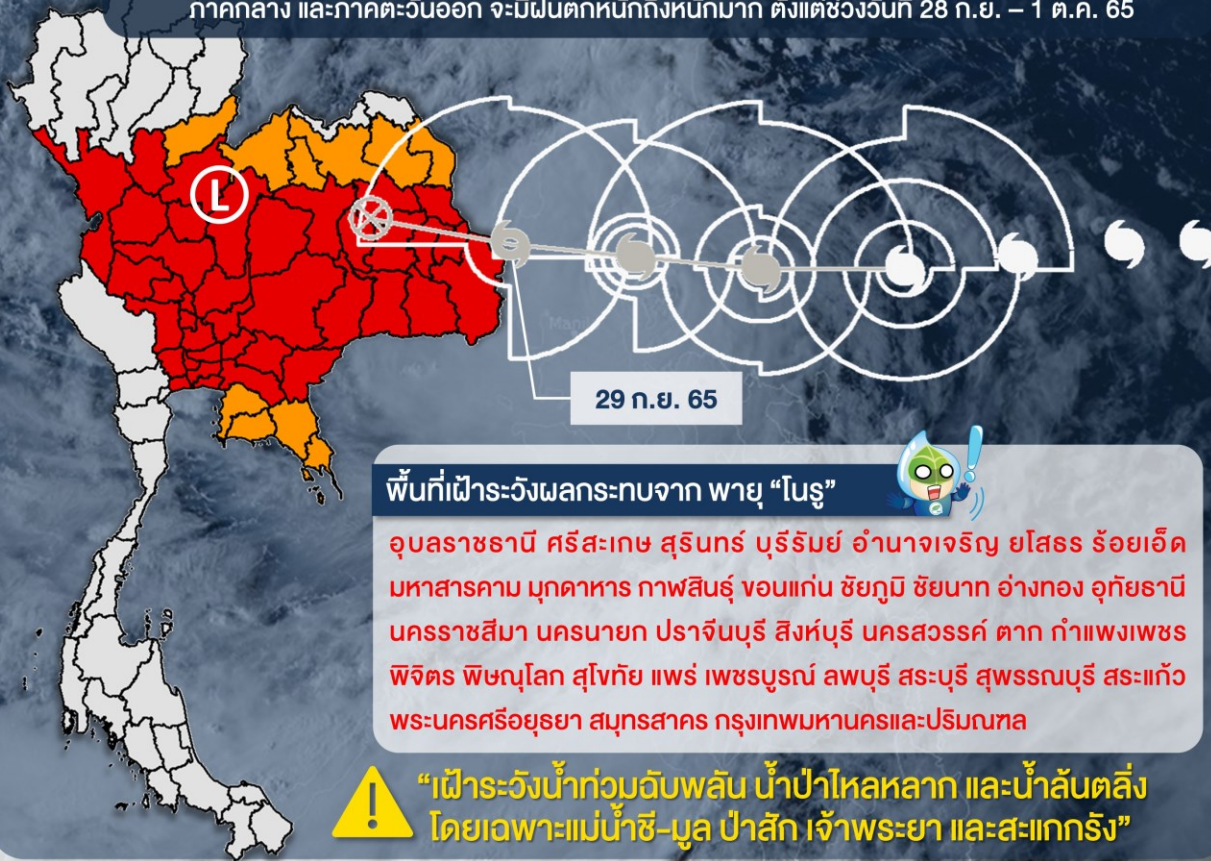 ภาคกลาง และภาคตะวันออก จะมีฝนตกหนักถึงหนักมาก ตั้งแต่ช่วงวันที่ 28 ก.ย. – 1 ต.ค. 65
L
29 ก.ย. 65
พื้นที่เฝ้าระวังผลกระทบจาก พายุ “โนรู”
อุบลราชธานี ศรีสะเกษ สุรินทร์ บุรีรัมย์ อำนาจเจริญ ยโสธร ร้อยเอ็ด
มหาสารคาม มุกดาหาร กาฬสินธุ์ ขอนแก่น ชัยภูมิ ชัยนาท อ่างทอง อุทัยธานี
นครราชสีมา นครนายก ปราจีนบุรี สิงห์บุรี นครสวรรค์ ตาก กำแพงเพชร
พิจิตร พิษณุโลก สุโขทัย แพร่ เพชรบูรณ์ ลพบุรี สระบุรี สุพรรณบุรี สระแก้ว
พระนครศรีอยุธยา สมุทรสาคร กรุงเทพมหานครและปริมณฑล
“เฝ้าระวังน้ำท่วมฉับพลัน น้ำป่าไหลหลาก และน้ำล้นตลิ่ง
โดยเฉพาะแม่น้ำชี-มูล ป่าสัก เจ้าพระยา และสะแกกรัง”